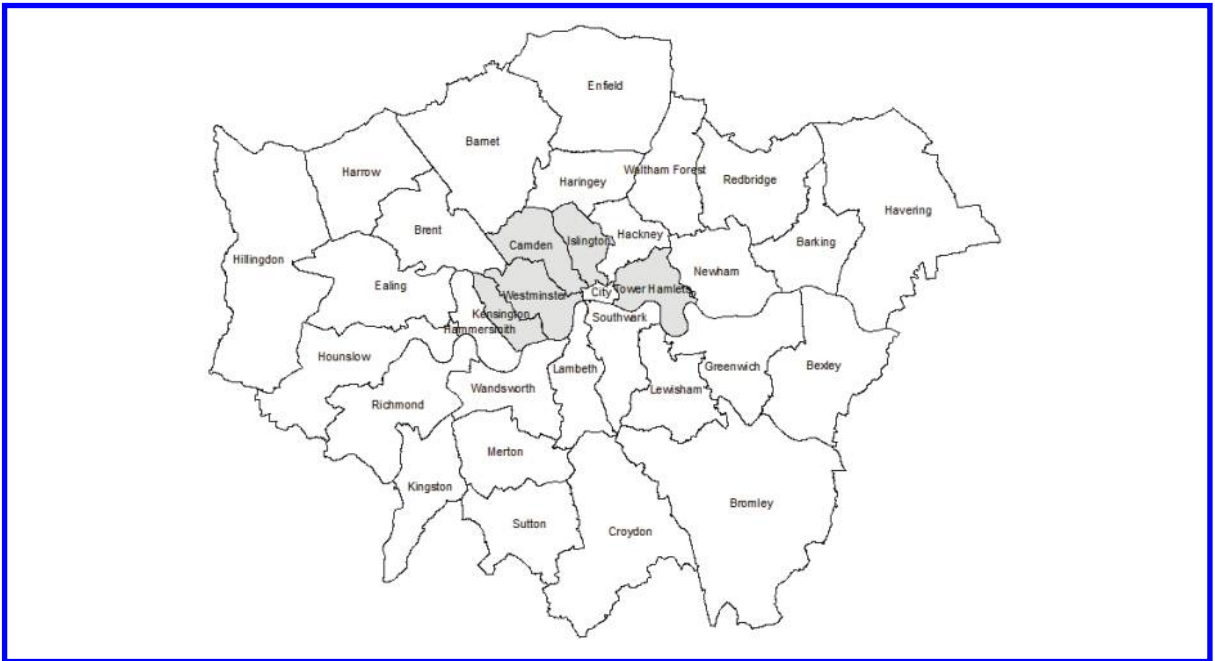 Enfield
Barnet
Harrow
Haringey
Waltham Forest
Redbridge
Havering
Brent
Camden
Islington
Hackney
Barking
Hillingdon
Newham
Ealing
Westminster
City
Tower Hamlets
Kensington
Southwark
Hammersmith
Hounslow
Lambeth
Greenwich
Bexley
Wandsworth
Lewisham
Richmond
Merton
Kingston
Bromley
Sutton
Croydon